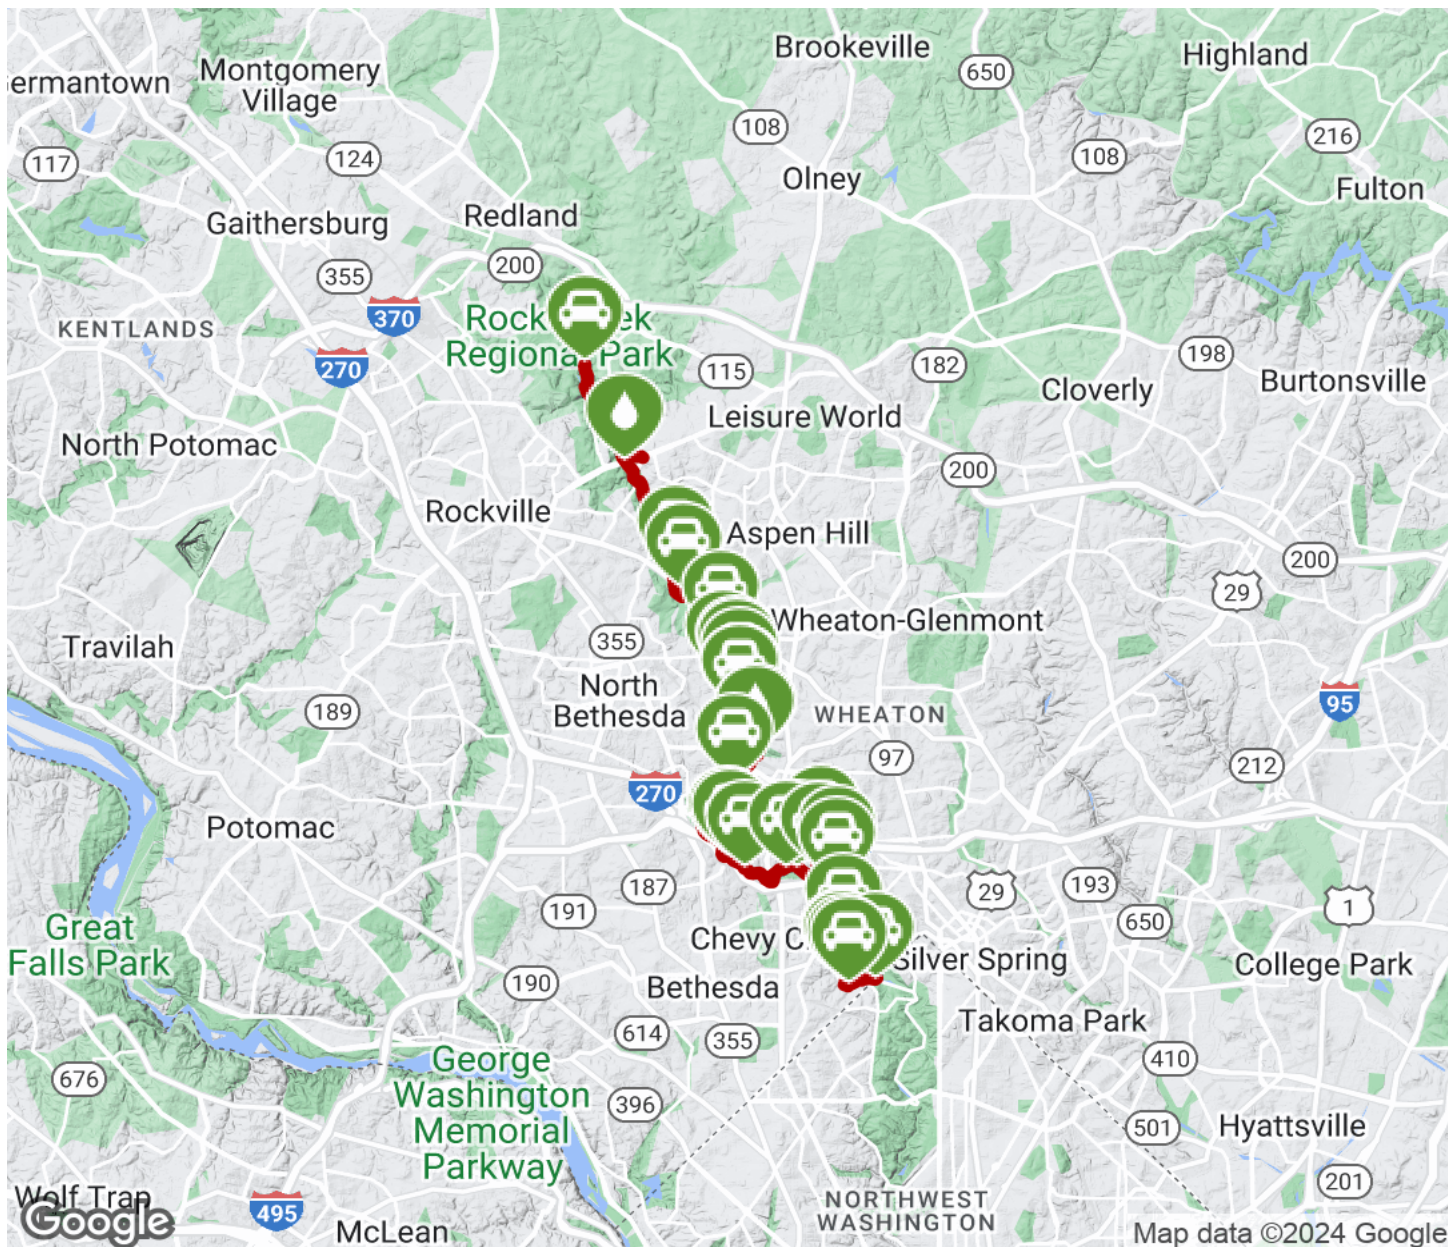 Brookeville
Highland
650
ermantown
Montgomery
Village
108
216
108
124
117
Olney
Fulton
Redland
Gaithersburg
200
355
Rock
ek
Regional Park
370
KENTLANDS
270
115
182
198
Burtonsville
Cloverly
Leisure World
North Potomac
200
Rockville
Aspen Hill
200
29
Wheaton-Glenmont
355
Travilah
North
Bethesda
189
WHEATON
95
97
212
270
Potomac
187
29
193
191
650
1
Great
Falls Park
Chevy C
Silver Spring
College Park
190
Bethesda
Takoma Park
614
355
410
George
Washington
Memorial
Parkway
676
396
501
Hyattsville
201
Wolf Trap
495
NORTHWEST
WASHINGTON
Google
McLean
Map data ©2024 Google